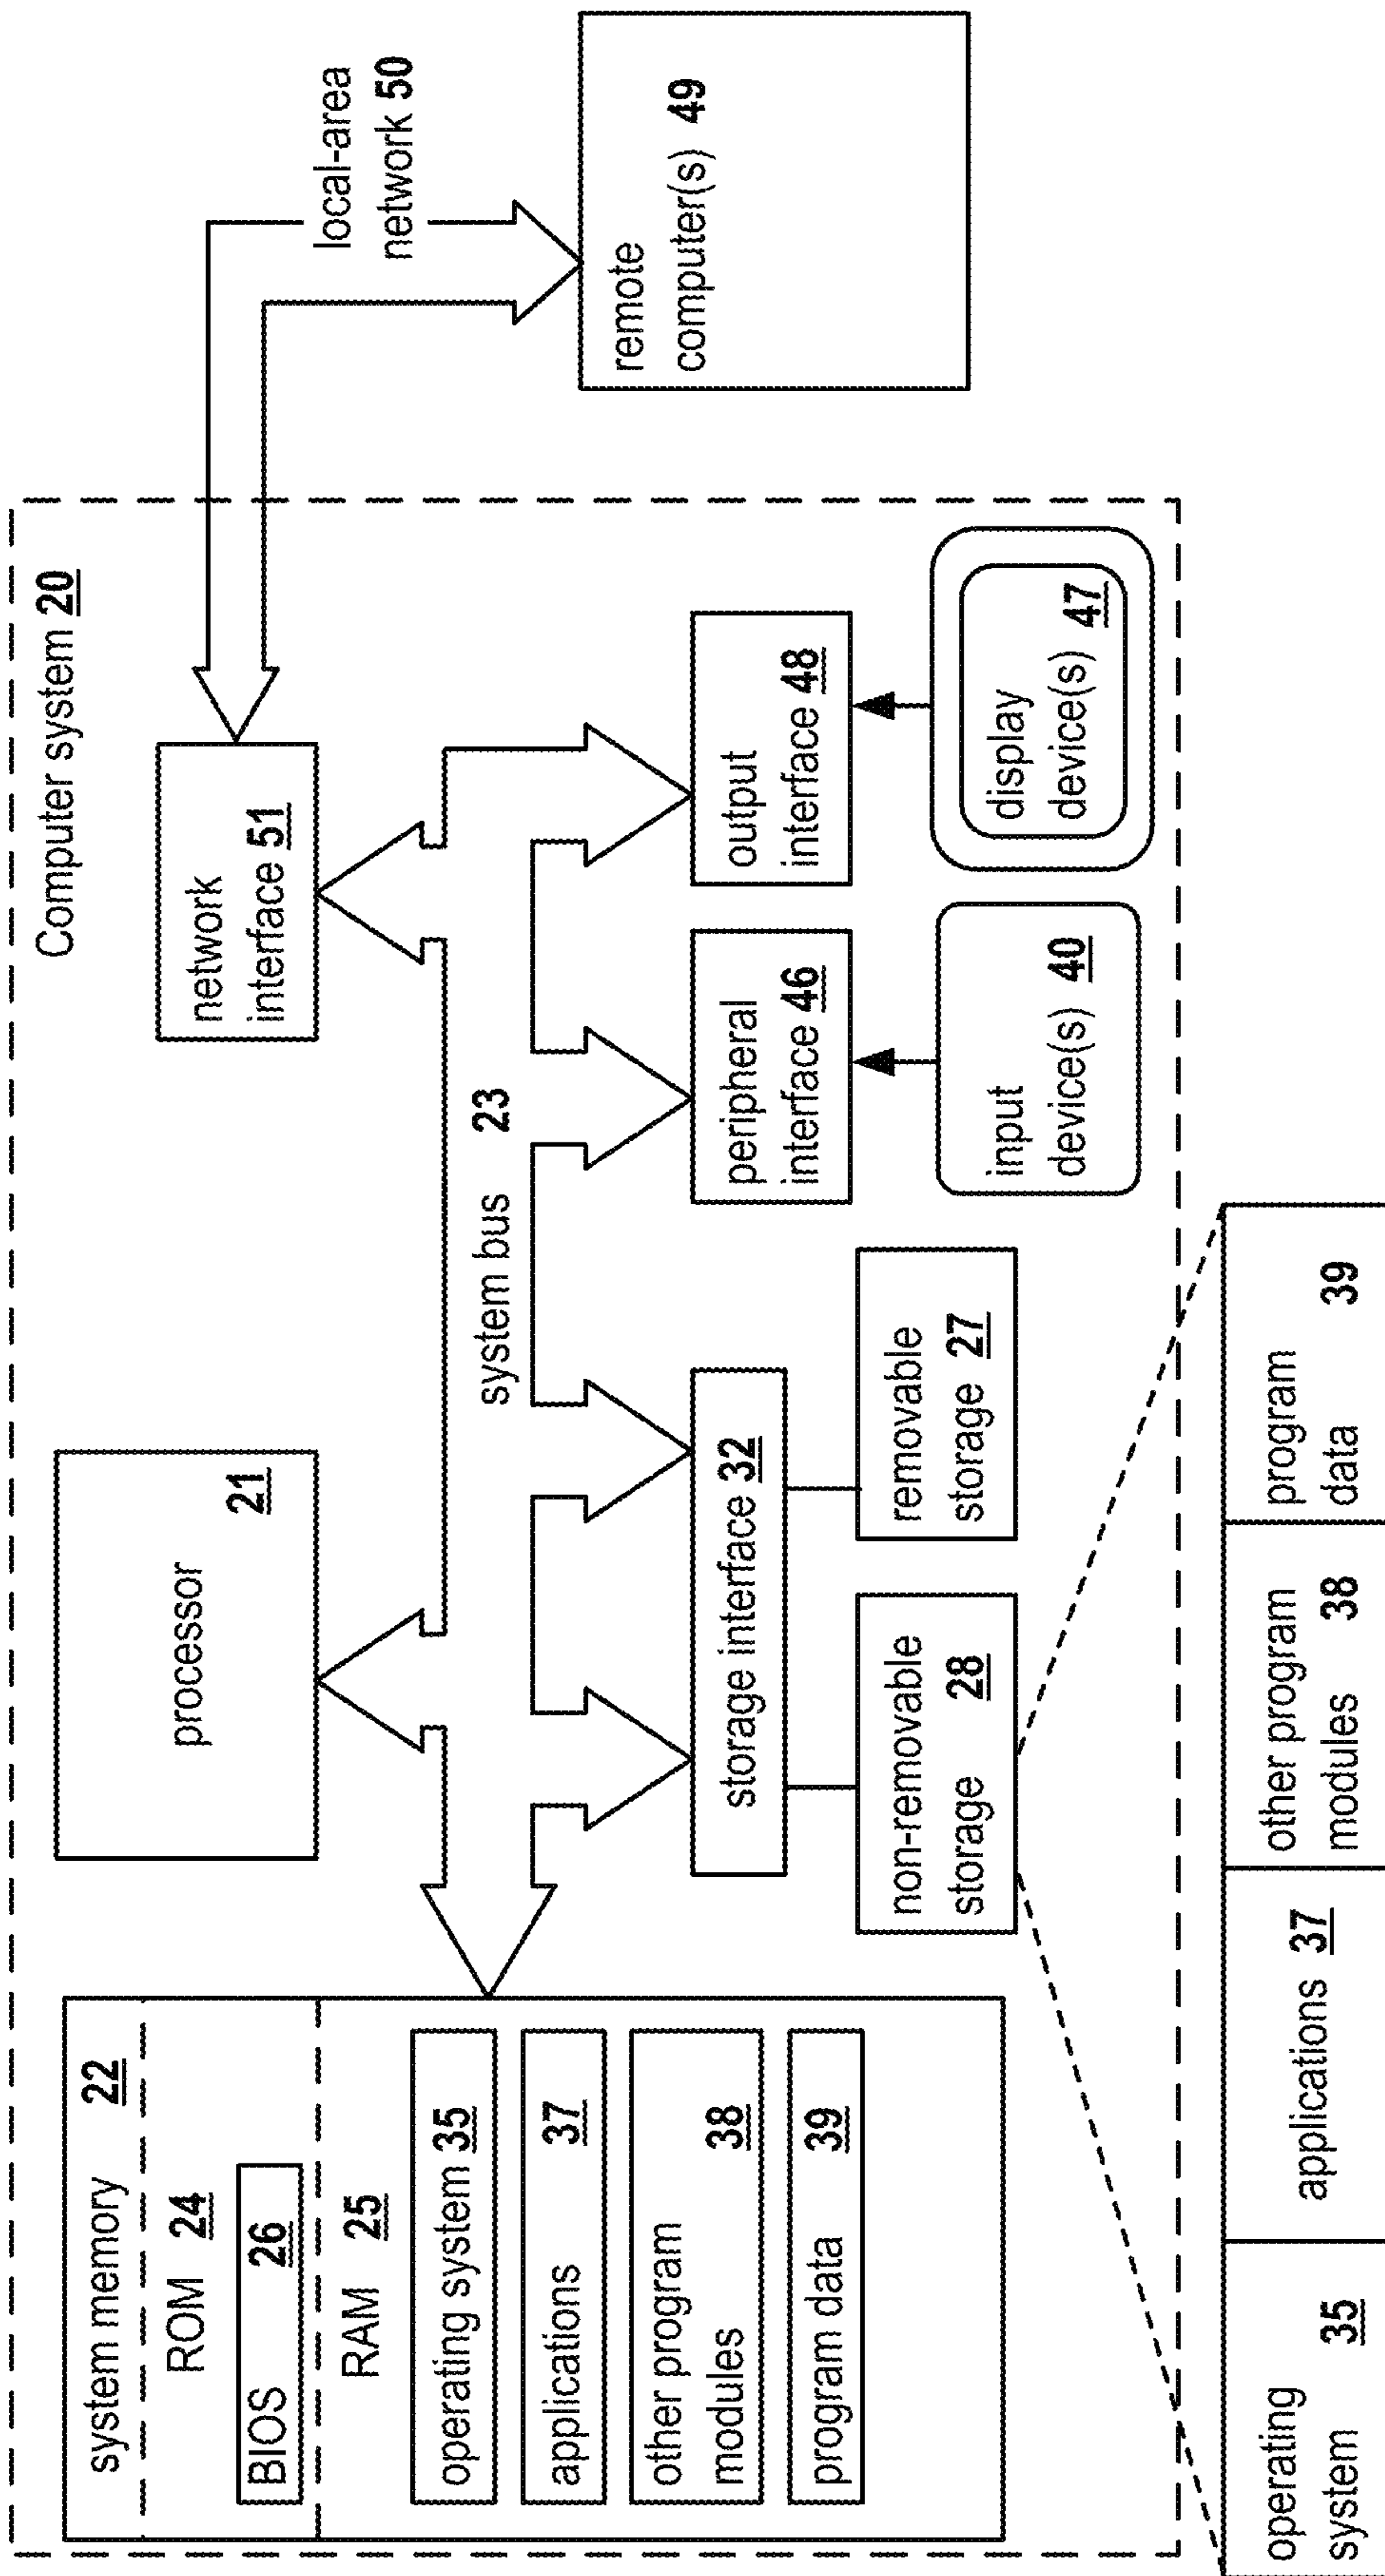 Computer system 20
system memory 22
ROM 24
BIOS 26
RAM 25
operating system 35
applications 37
other program
modules 38
program data 39
processor
21
network
interface 51
local-area
network 50
system bus 23
storage interface 32
peripheral
interface 46
output
interface 48
remote
computer(s) 49
non-removable
storage 28
removable
storage 27
input
device(s) 40
display
device(s) 47
operating
system 35
applications 37
other program
modules 38
program
data 39